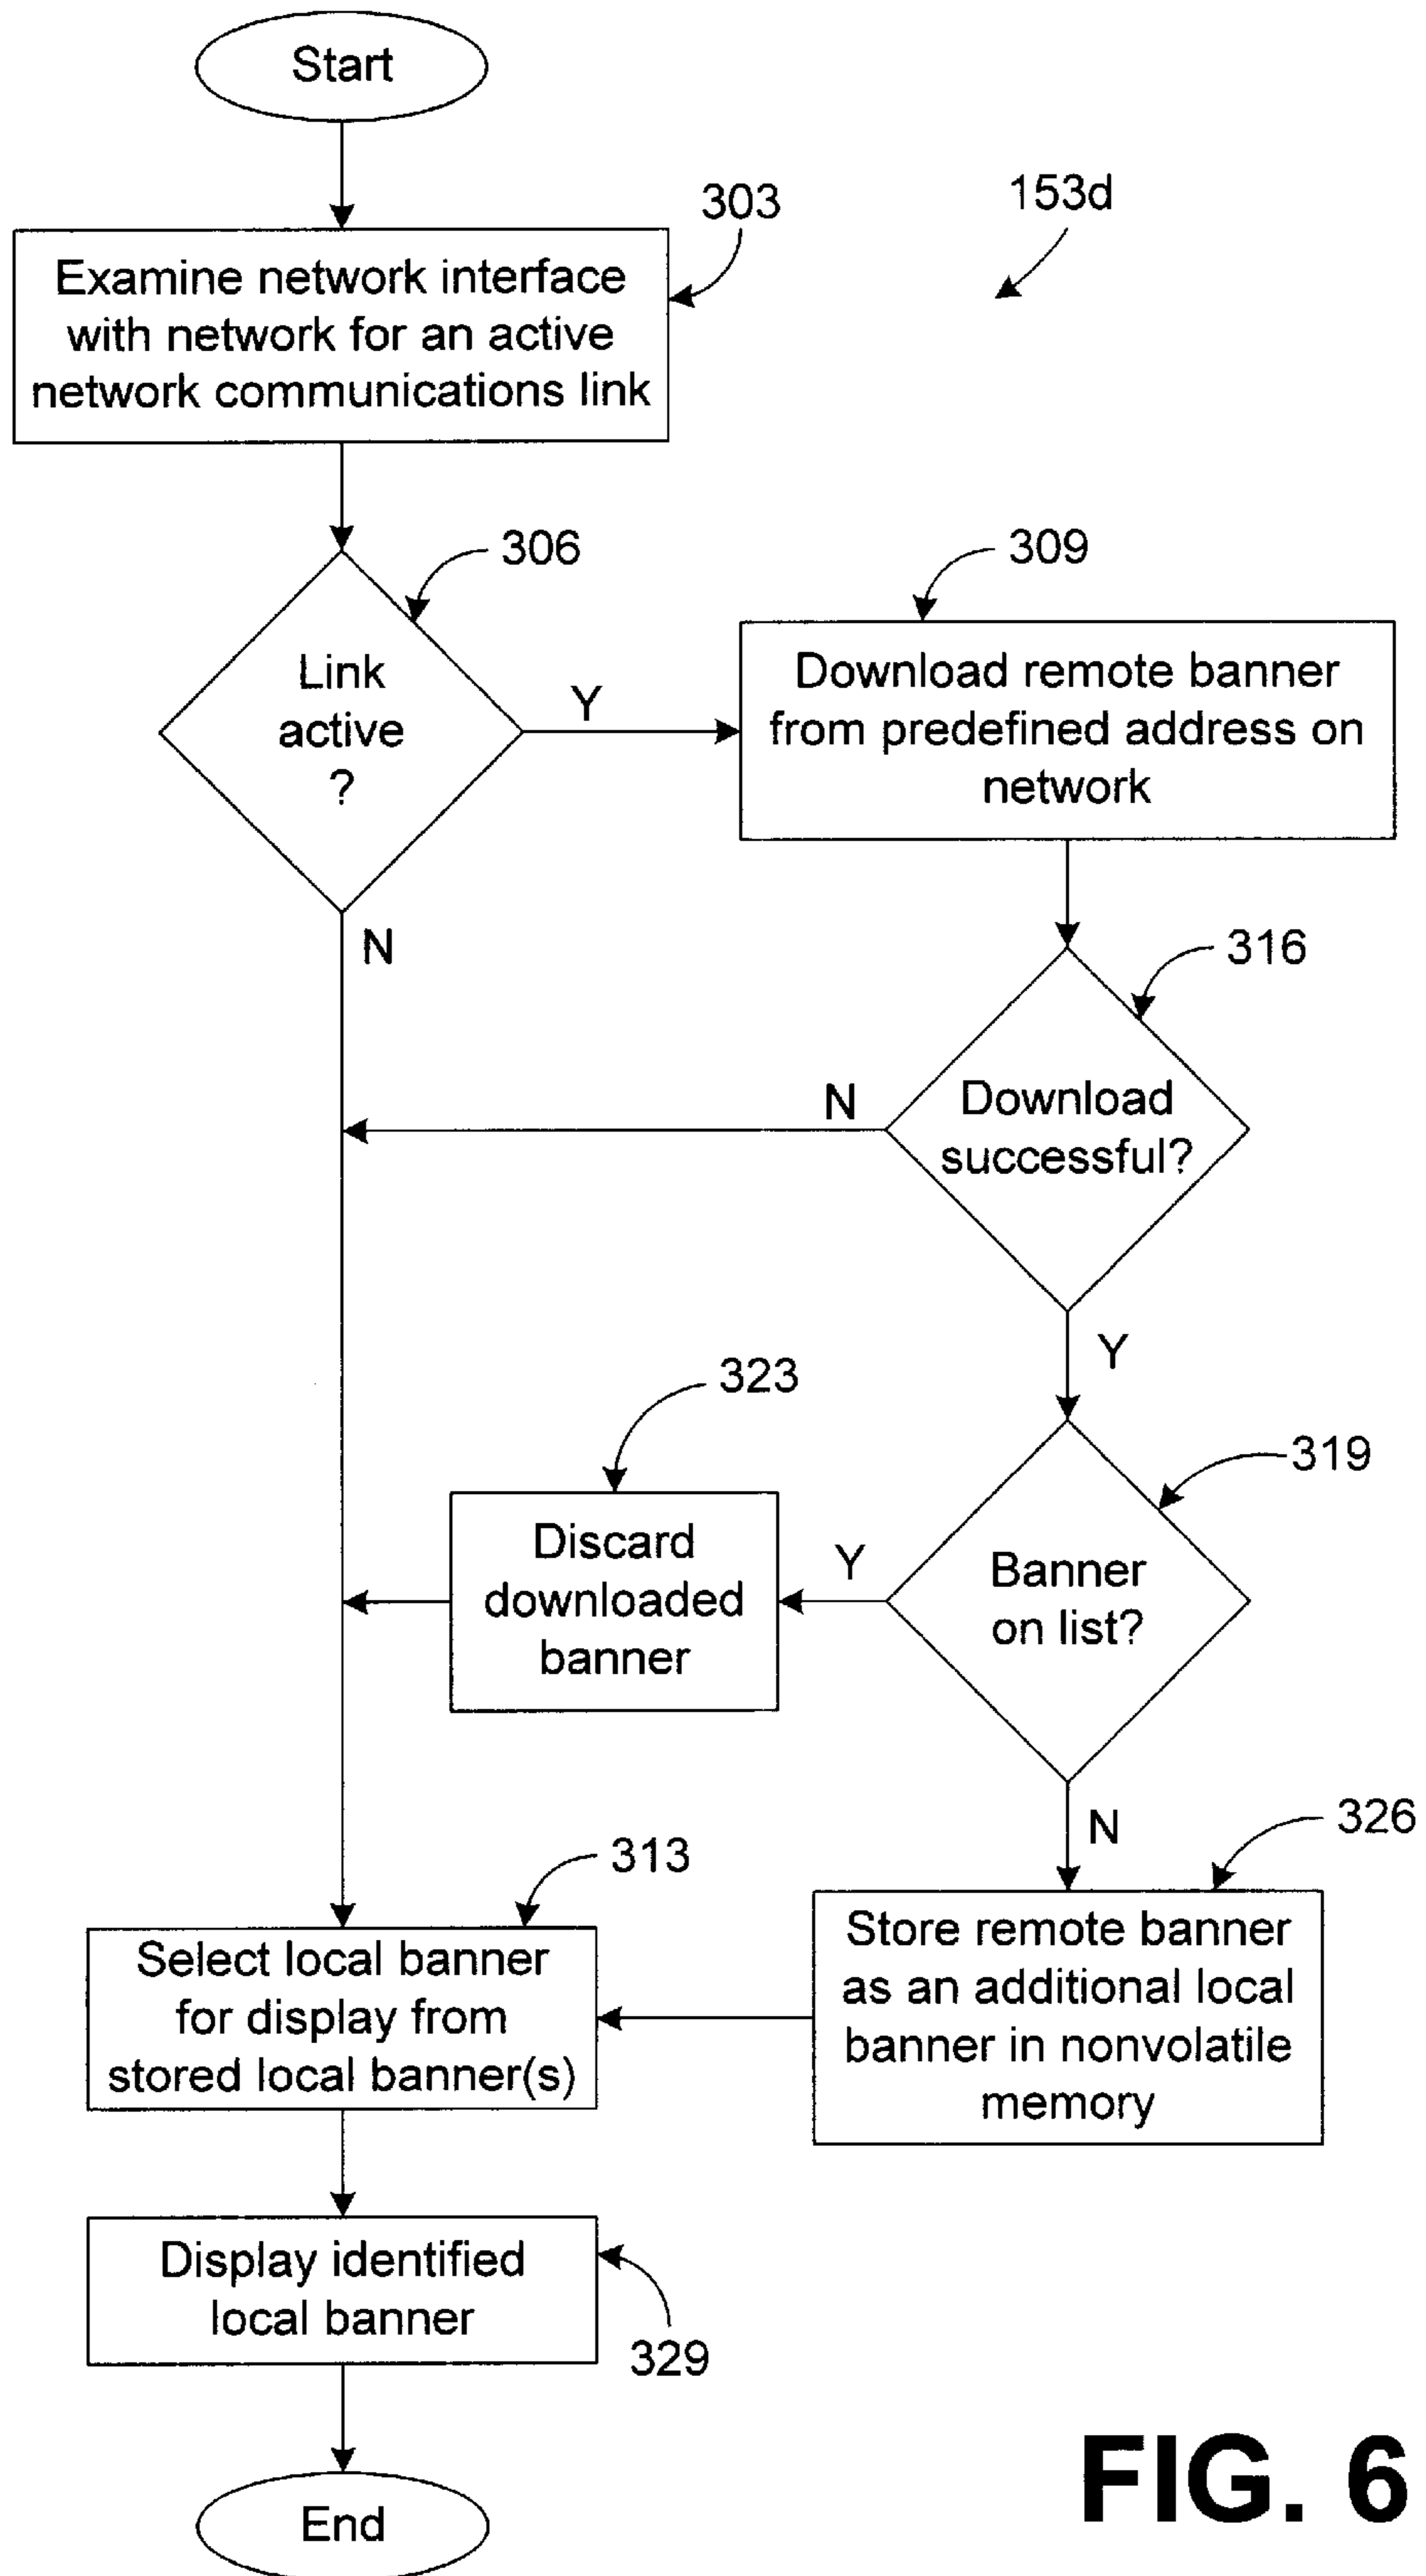 Start
303
153d
Examine network interface
with network for an active
network communications link
306
309
Link
active
?
Y
Download remote banner
from predefined address on
network
N
316
N
Download
successful?
Y
323
319
Discard
downloaded
banner
Y
Banner
on list?
N
326
313
Select local banner
for display from
stored local banner(s)
Store remote banner
as an additional local
banner in nonvolatile
memory
Display identified
local banner
329
End
FIG. 6